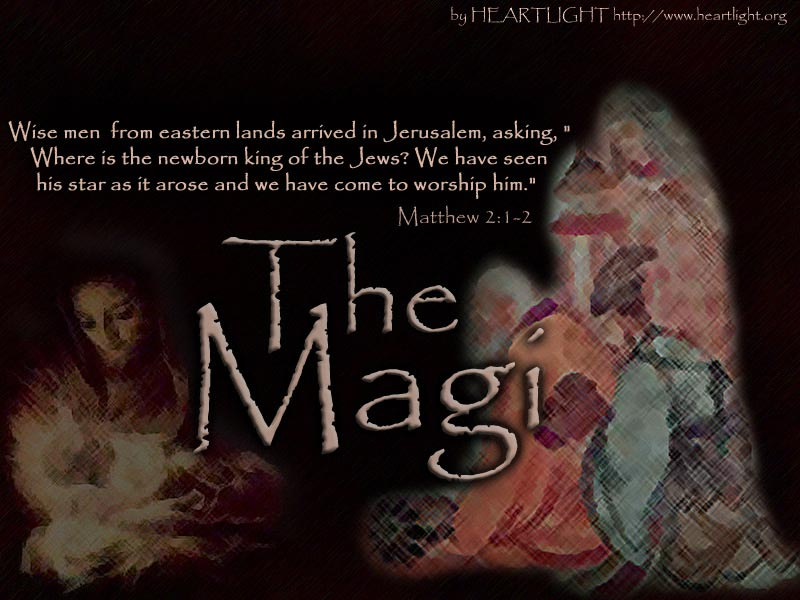 by HEARTLIGHT http://www.heartlight.org
Wise men from eastern lands arrived in Jerusalem, asking, "
Where is the newborn king of the Jews? We have seen
his star as it arose and we have come to worship him."
Matthew 2:1-2
The
Magi